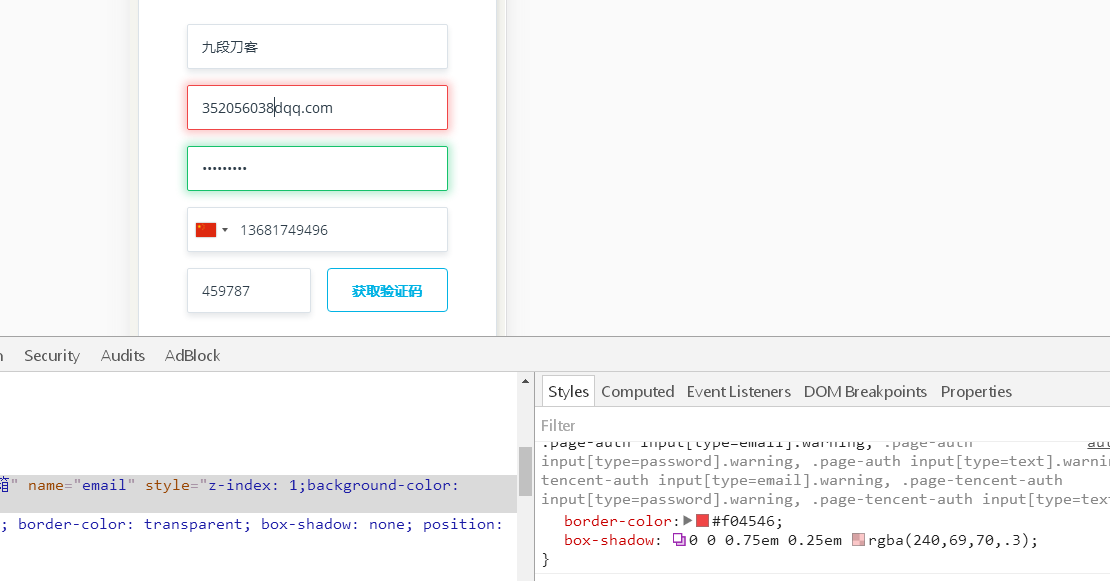 九段刀客
352056038dqq.com
•••••••••
13681749496
459787 获取验证码
Security Audits AdBlock
Styles Computed Event Listeners DOM Breakpoints Properties
Filter
.page-auth input[type=email].warning, .page-auth
input[type=password].warning, .page-auth input[type=text].warnin
tencent-auth input[type=email].warning, .page-tencent-auth
input[type=password].warning, .page-tencent-auth input[type=text
border-color: #f04546;
box-shadow: 0 0 0.75em 0.25em rgba(240,69,70,.3);
}
箱" name="email" style="z-index: 1;background-color:
; border-color: transparent; box-shadow: none; position: